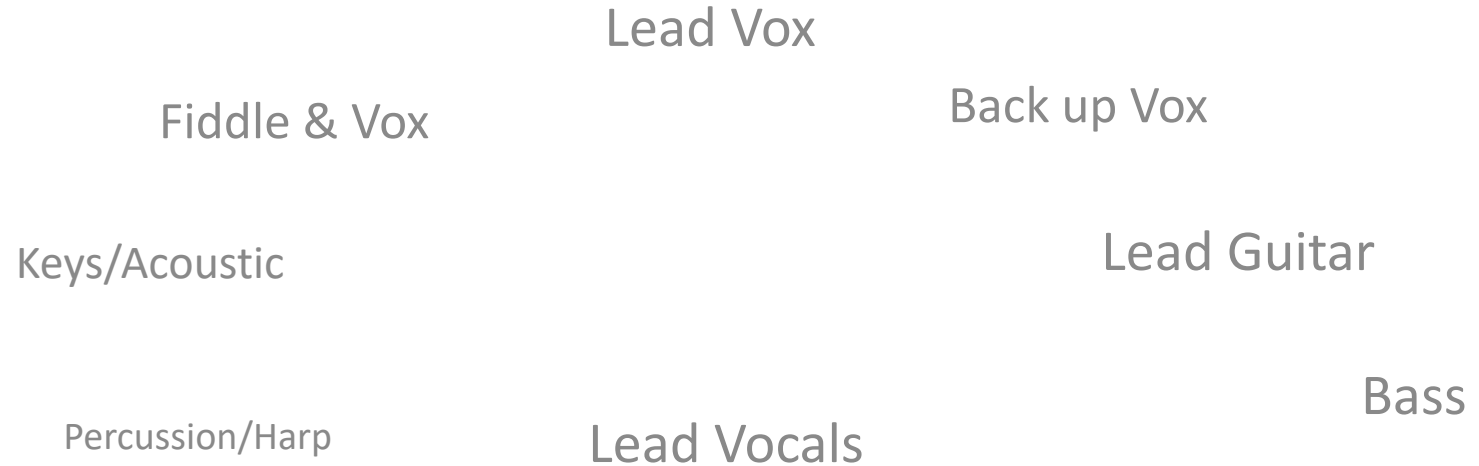 Lead Vox
Fiddle & Vox
Back up Vox
Keys/Acoustic
Lead Guitar
Bass
Percussion/Harp
Lead Vocals